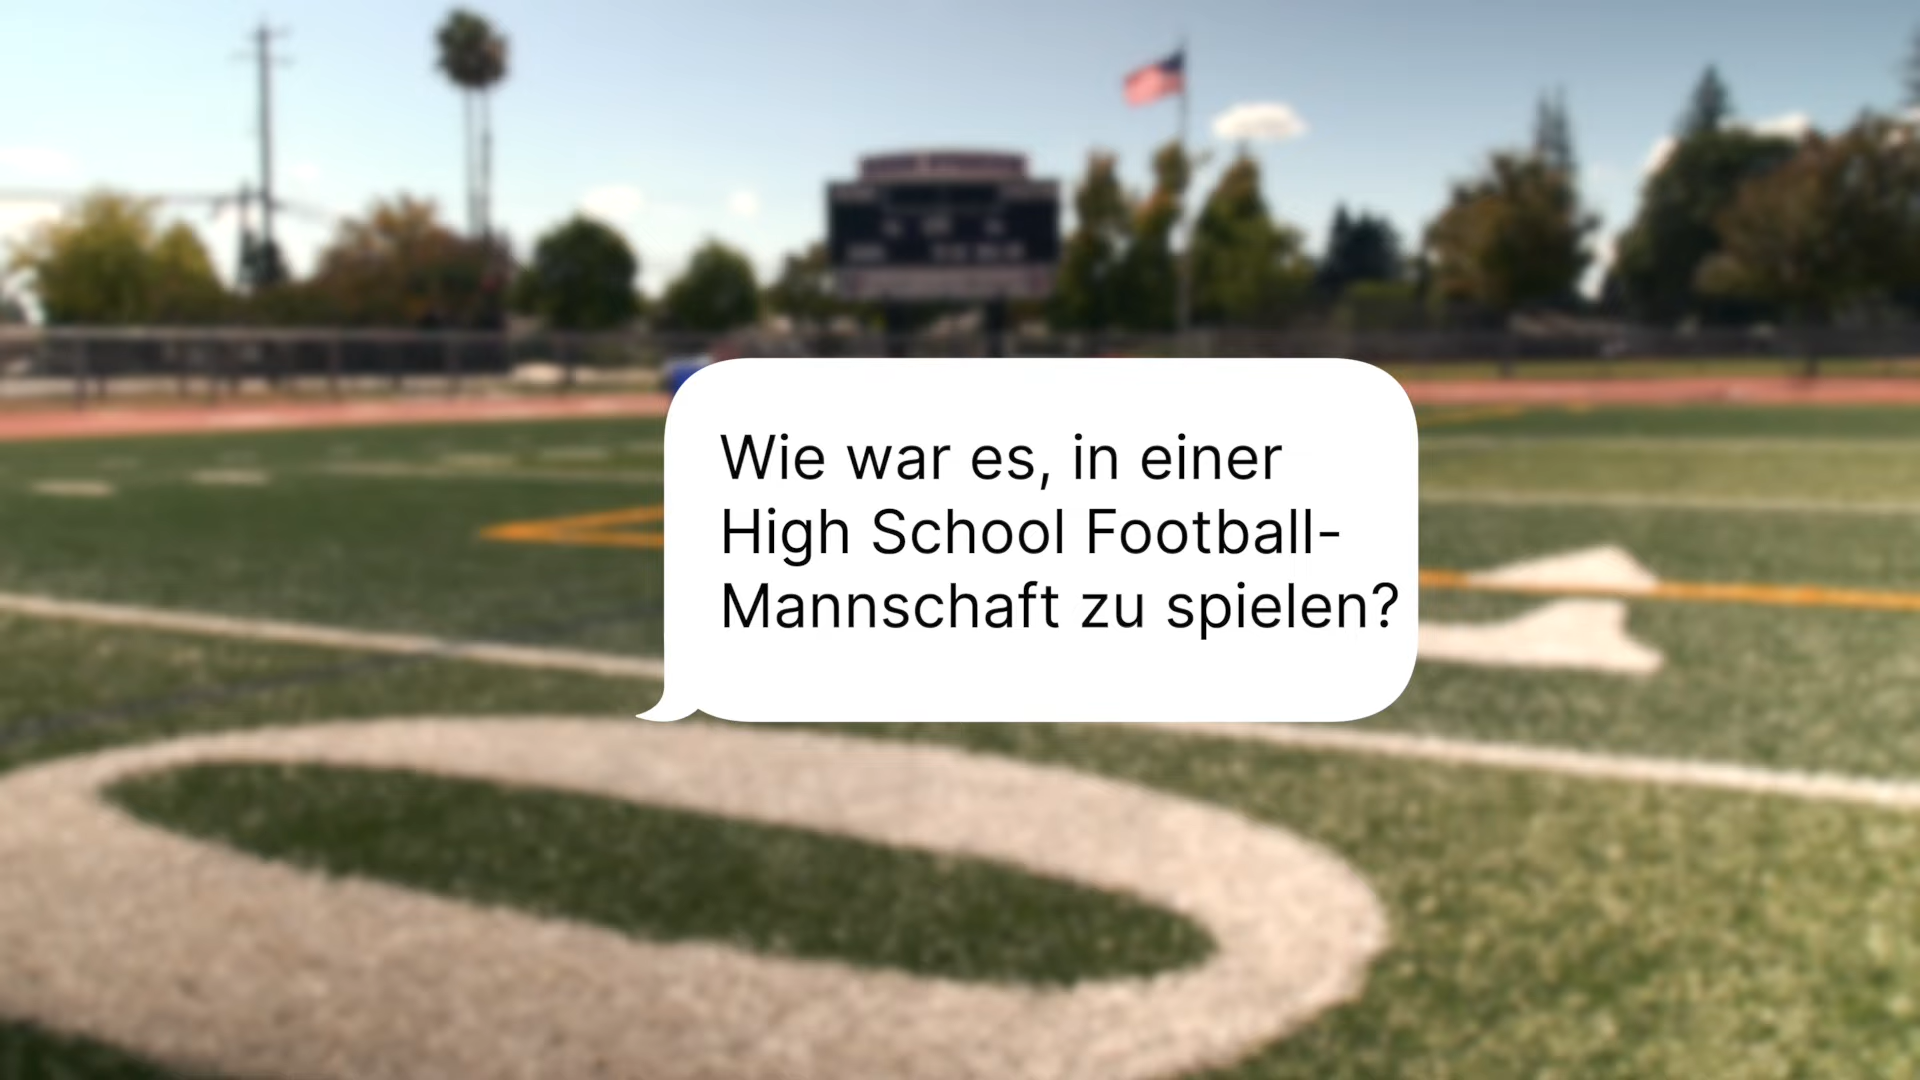 Wie war es, in einer
High School Football-
Mannschaft zu spielen?